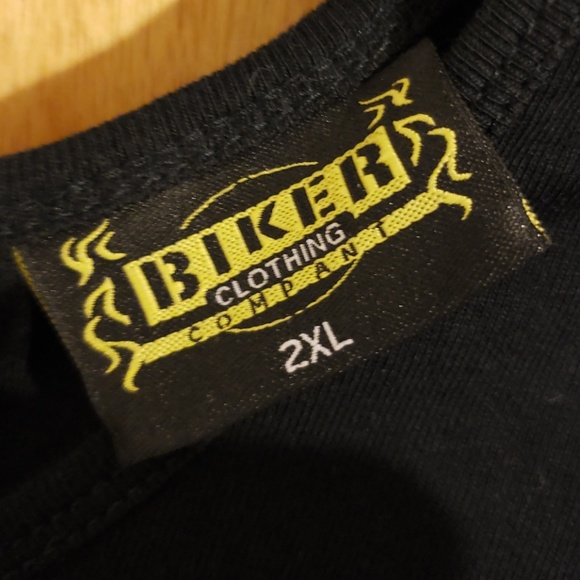 BIKER
CLOTHING
COMPANY
2XL